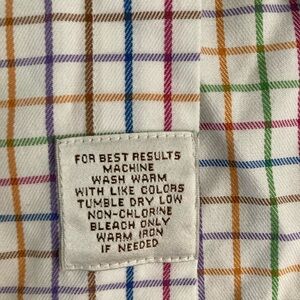 FOR BEST RESULTS
MACHINE
WASH WARM
WITH LIKE COLORS
TUMBLE DRY LOW
NON-CHLORINE
BLEACH ONLY
WARM IRON
IF NEEDED